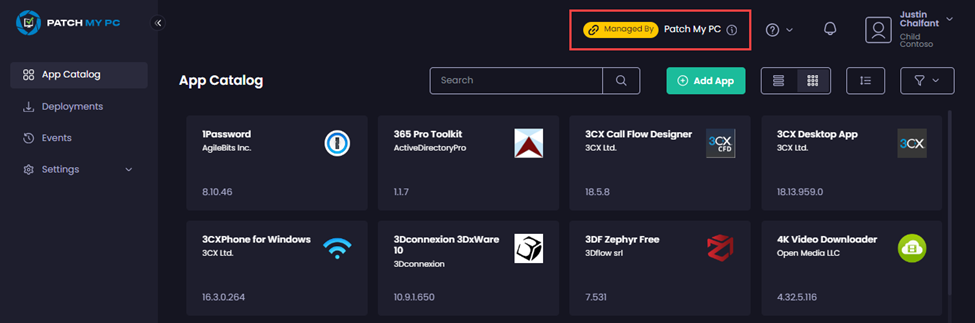 PATCH MY PC
Managed By
Patch My PC
Justin
Chalfant
Child
Contoso
App Catalog
Deployments
Events
Settings
App Catalog
Search
Add App
1Password
AgileBits Inc.
8.10.46
365 Pro Toolkit
ActiveDirectoryPro
1.1.7
3CX Call Flow Designer
3CX Ltd.
3CX
CFD
18.5.8
3CX Desktop App
3CX Ltd.
3CX
18.13.959.0
3CXPhone for Windows
3CX Ltd.
16.3.0.264
3Dconnexion 3DxWare
10
3Dconnexion
10.9.1.650
3DF Zephyr Free
3Dflow srl
7.531
4K Video Downloader
Open Media LLC
4.32.5.116